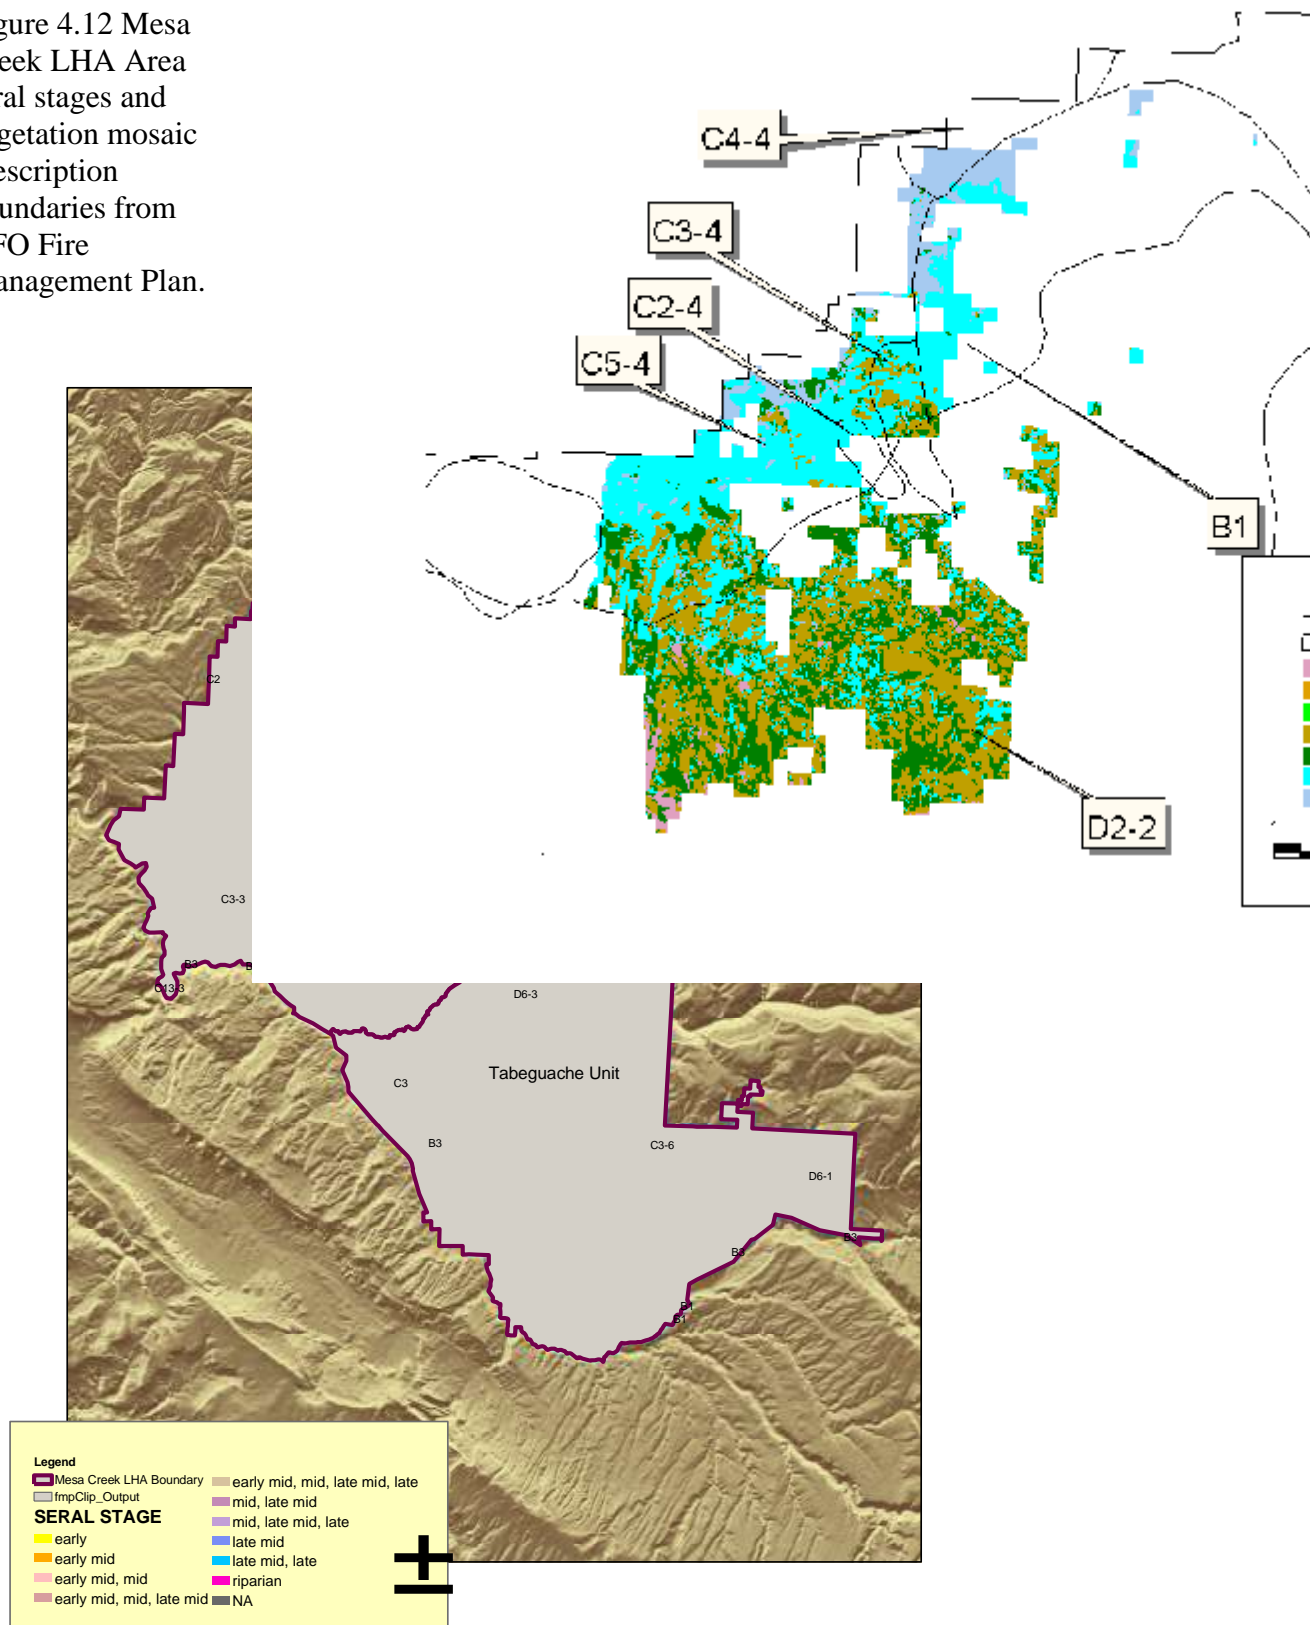 gure 4.12 Mesa
eek LHA Area
ral stages and
getation mosaic
escription
undaries from
FO Fire
anagement Plan.
C4-4
C3-4
C2-4
C5-4
B1
D2-2
C2
C3-3
B3
C13-3
D6-3
Tabeguache Unit
C3
B3
C3-6
D6-1
B3
B3
B1
Legend
Mesa Creek LHA Boundary
fmpClip_Output
SERAL STAGE
early
early mid
early mid, mid
early mid, mid, late mid
early mid, mid, late mid, late
mid, late mid
mid, late mid, late
late mid
late mid, late
riparian
NA